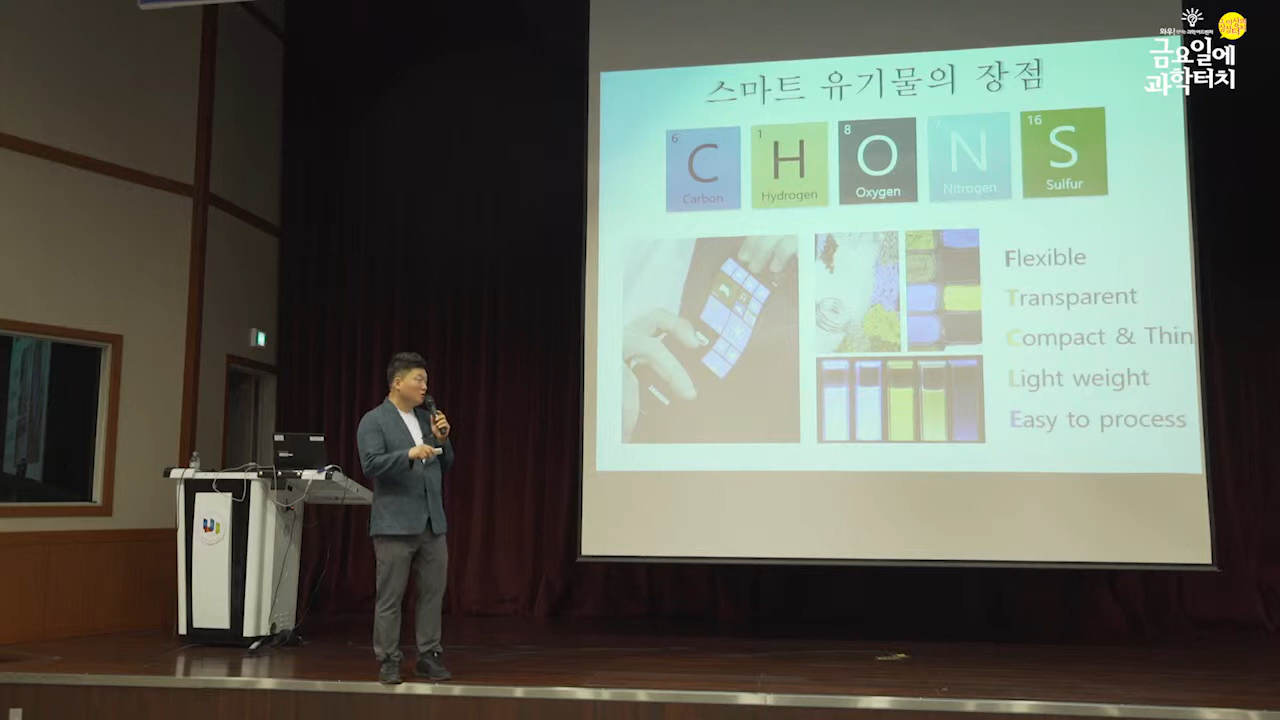 금요일에
과학터치
스마트 유기물의 장점
6
C
Carbon
1
H
Hydrogen
8
O
Oxygen
N
Nitrogen
16
S
Sulfur
Flexible
Transparent
Compact & Thin
Light weight
Easy to process